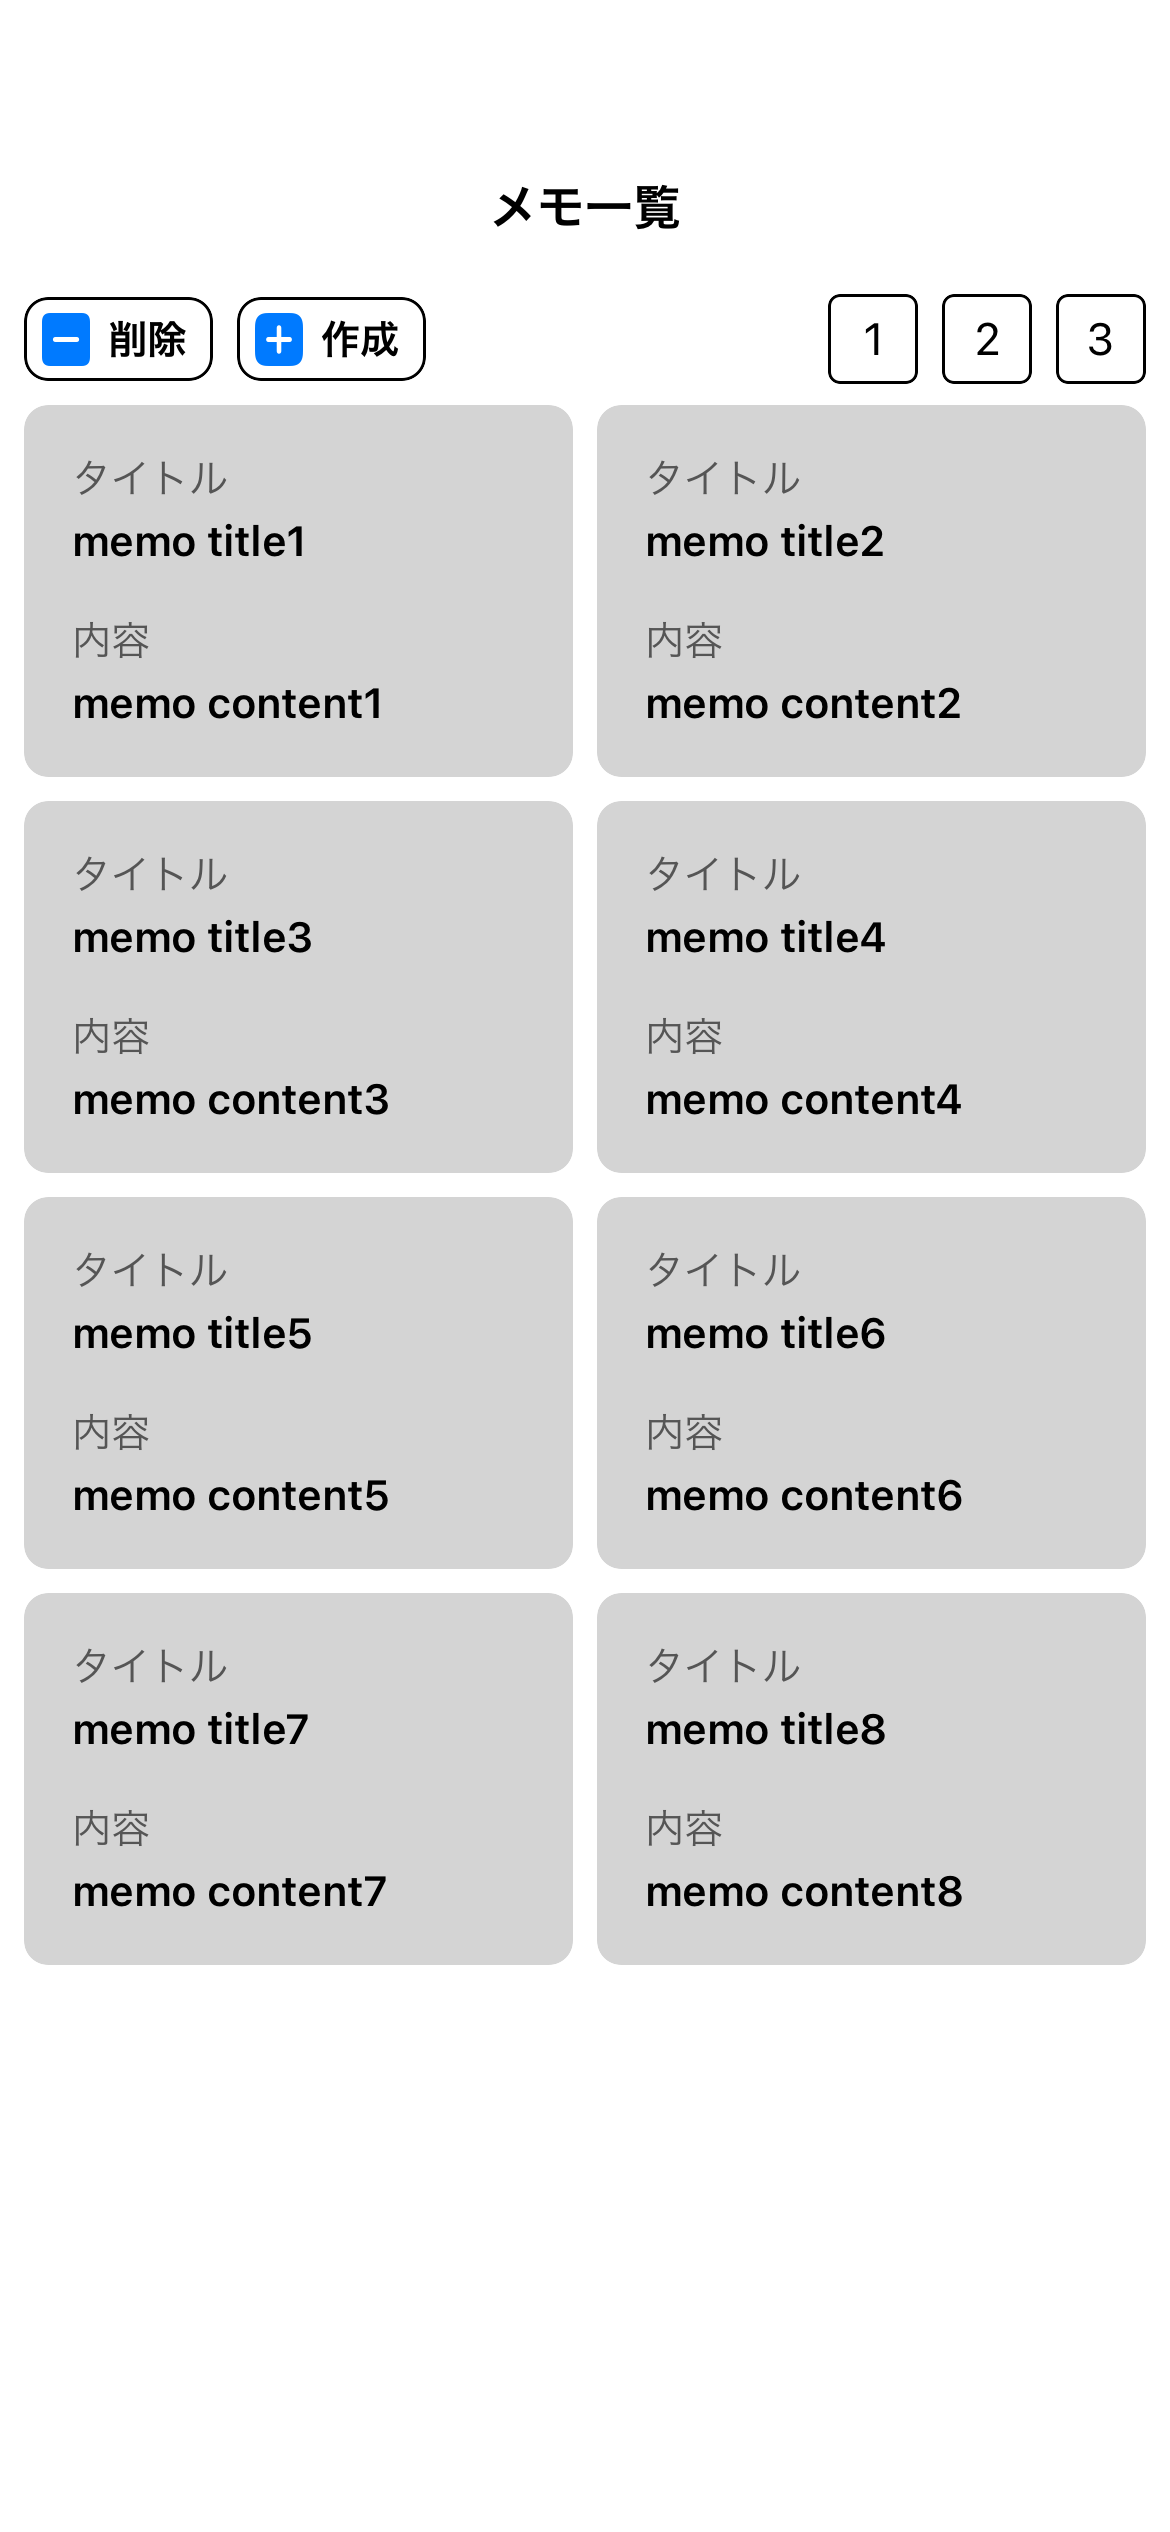 メモ一覧
削除 作成 1 2 3
タイトル
memo title1
内容
memo content1
タイトル
memo title2
内容
memo content2
タイトル
memo title3
内容
memo content3
タイトル
memo title4
内容
memo content4
タイトル
memo title5
内容
memo content5
タイトル
memo title6
内容
memo content6
タイトル
memo title7
内容
memo content7
タイトル
memo title8
内容
memo content8